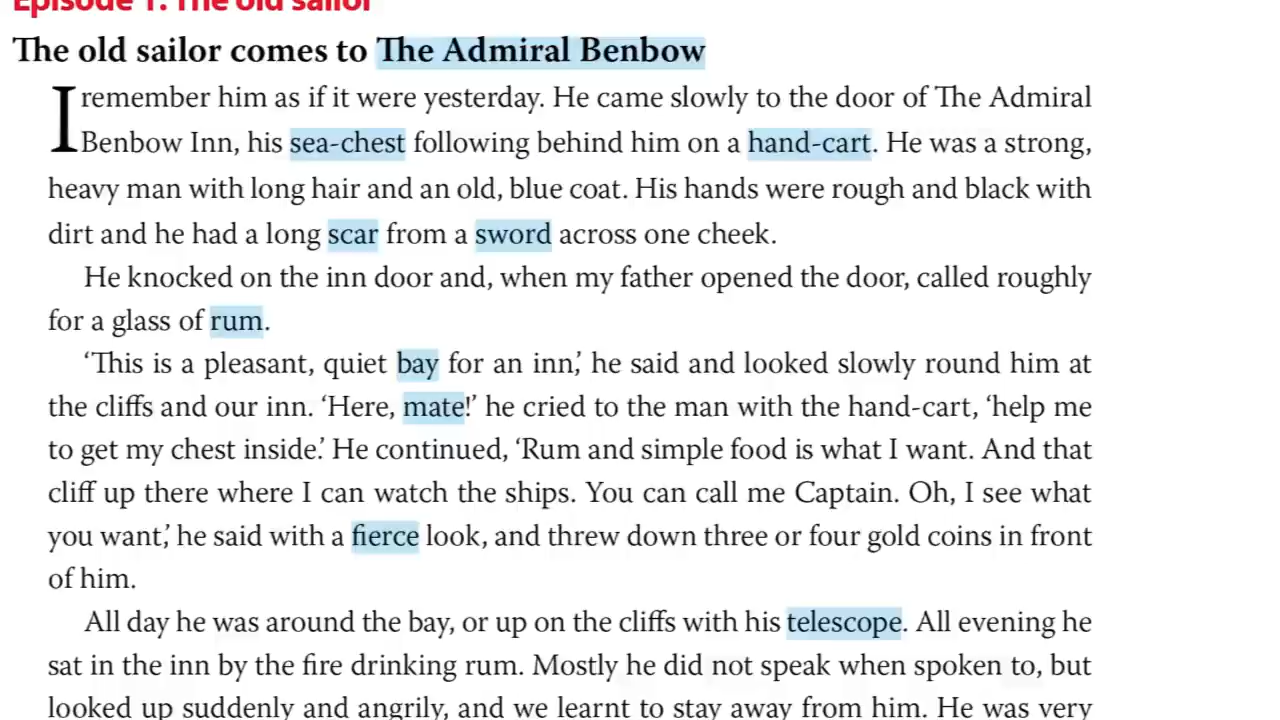 Episode 1: The old sailor
The old sailor comes to The Admiral Benbow
I remember him as if it were yesterday. He came slowly to the door of The Admiral
Benbow Inn, his sea-chest following behind him on a hand-cart. He was a strong,
heavy man with long hair and an old, blue coat. His hands were rough and black with
dirt and he had a long scar from a sword across one cheek.
He knocked on the inn door and, when my father opened the door, called roughly
for a glass of rum.
‘This is a pleasant, quiet bay for an inn,’ he said and looked slowly round him at
the cliffs and our inn. ‘Here, mate!’ he cried to the man with the hand-cart, ‘help me
to get my chest inside.’ He continued, ‘Rum and simple food is what I want. And that
cliff up there where I can watch the ships. You can call me Captain. Oh, I see what
you want,’ he said with a fierce look, and threw down three or four gold coins in front
of him.
All day he was around the bay, or up on the cliffs with his telescope. All evening he
sat in the inn by the fire drinking rum. Mostly he did not speak when spoken to, but
looked up suddenly and angrily, and we learnt to stay away from him. He was very